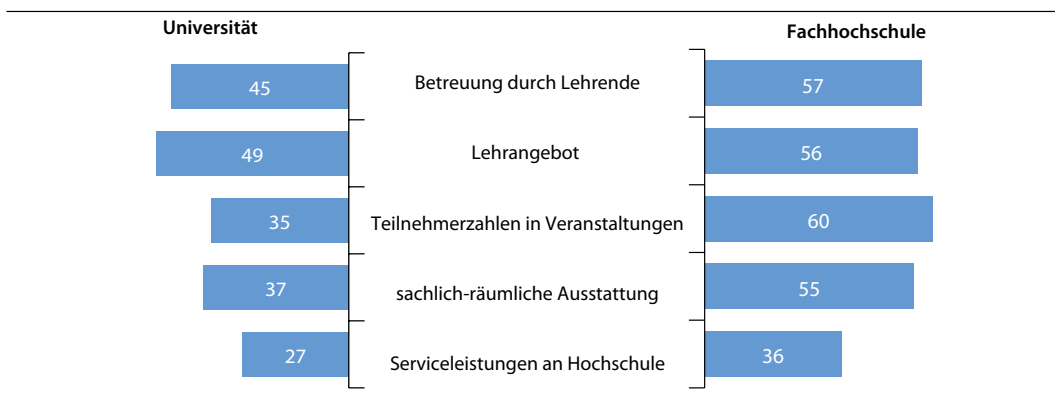 Universität
Fachhochschule
45
Betreuung durch Lehrende
57
49
Lehrangebot
56
35
Teilnehmerzahlen in Veranstaltungen
60
37
sachlich-räumliche Ausstattung
55
27
Serviceleistungen an Hochschule
36